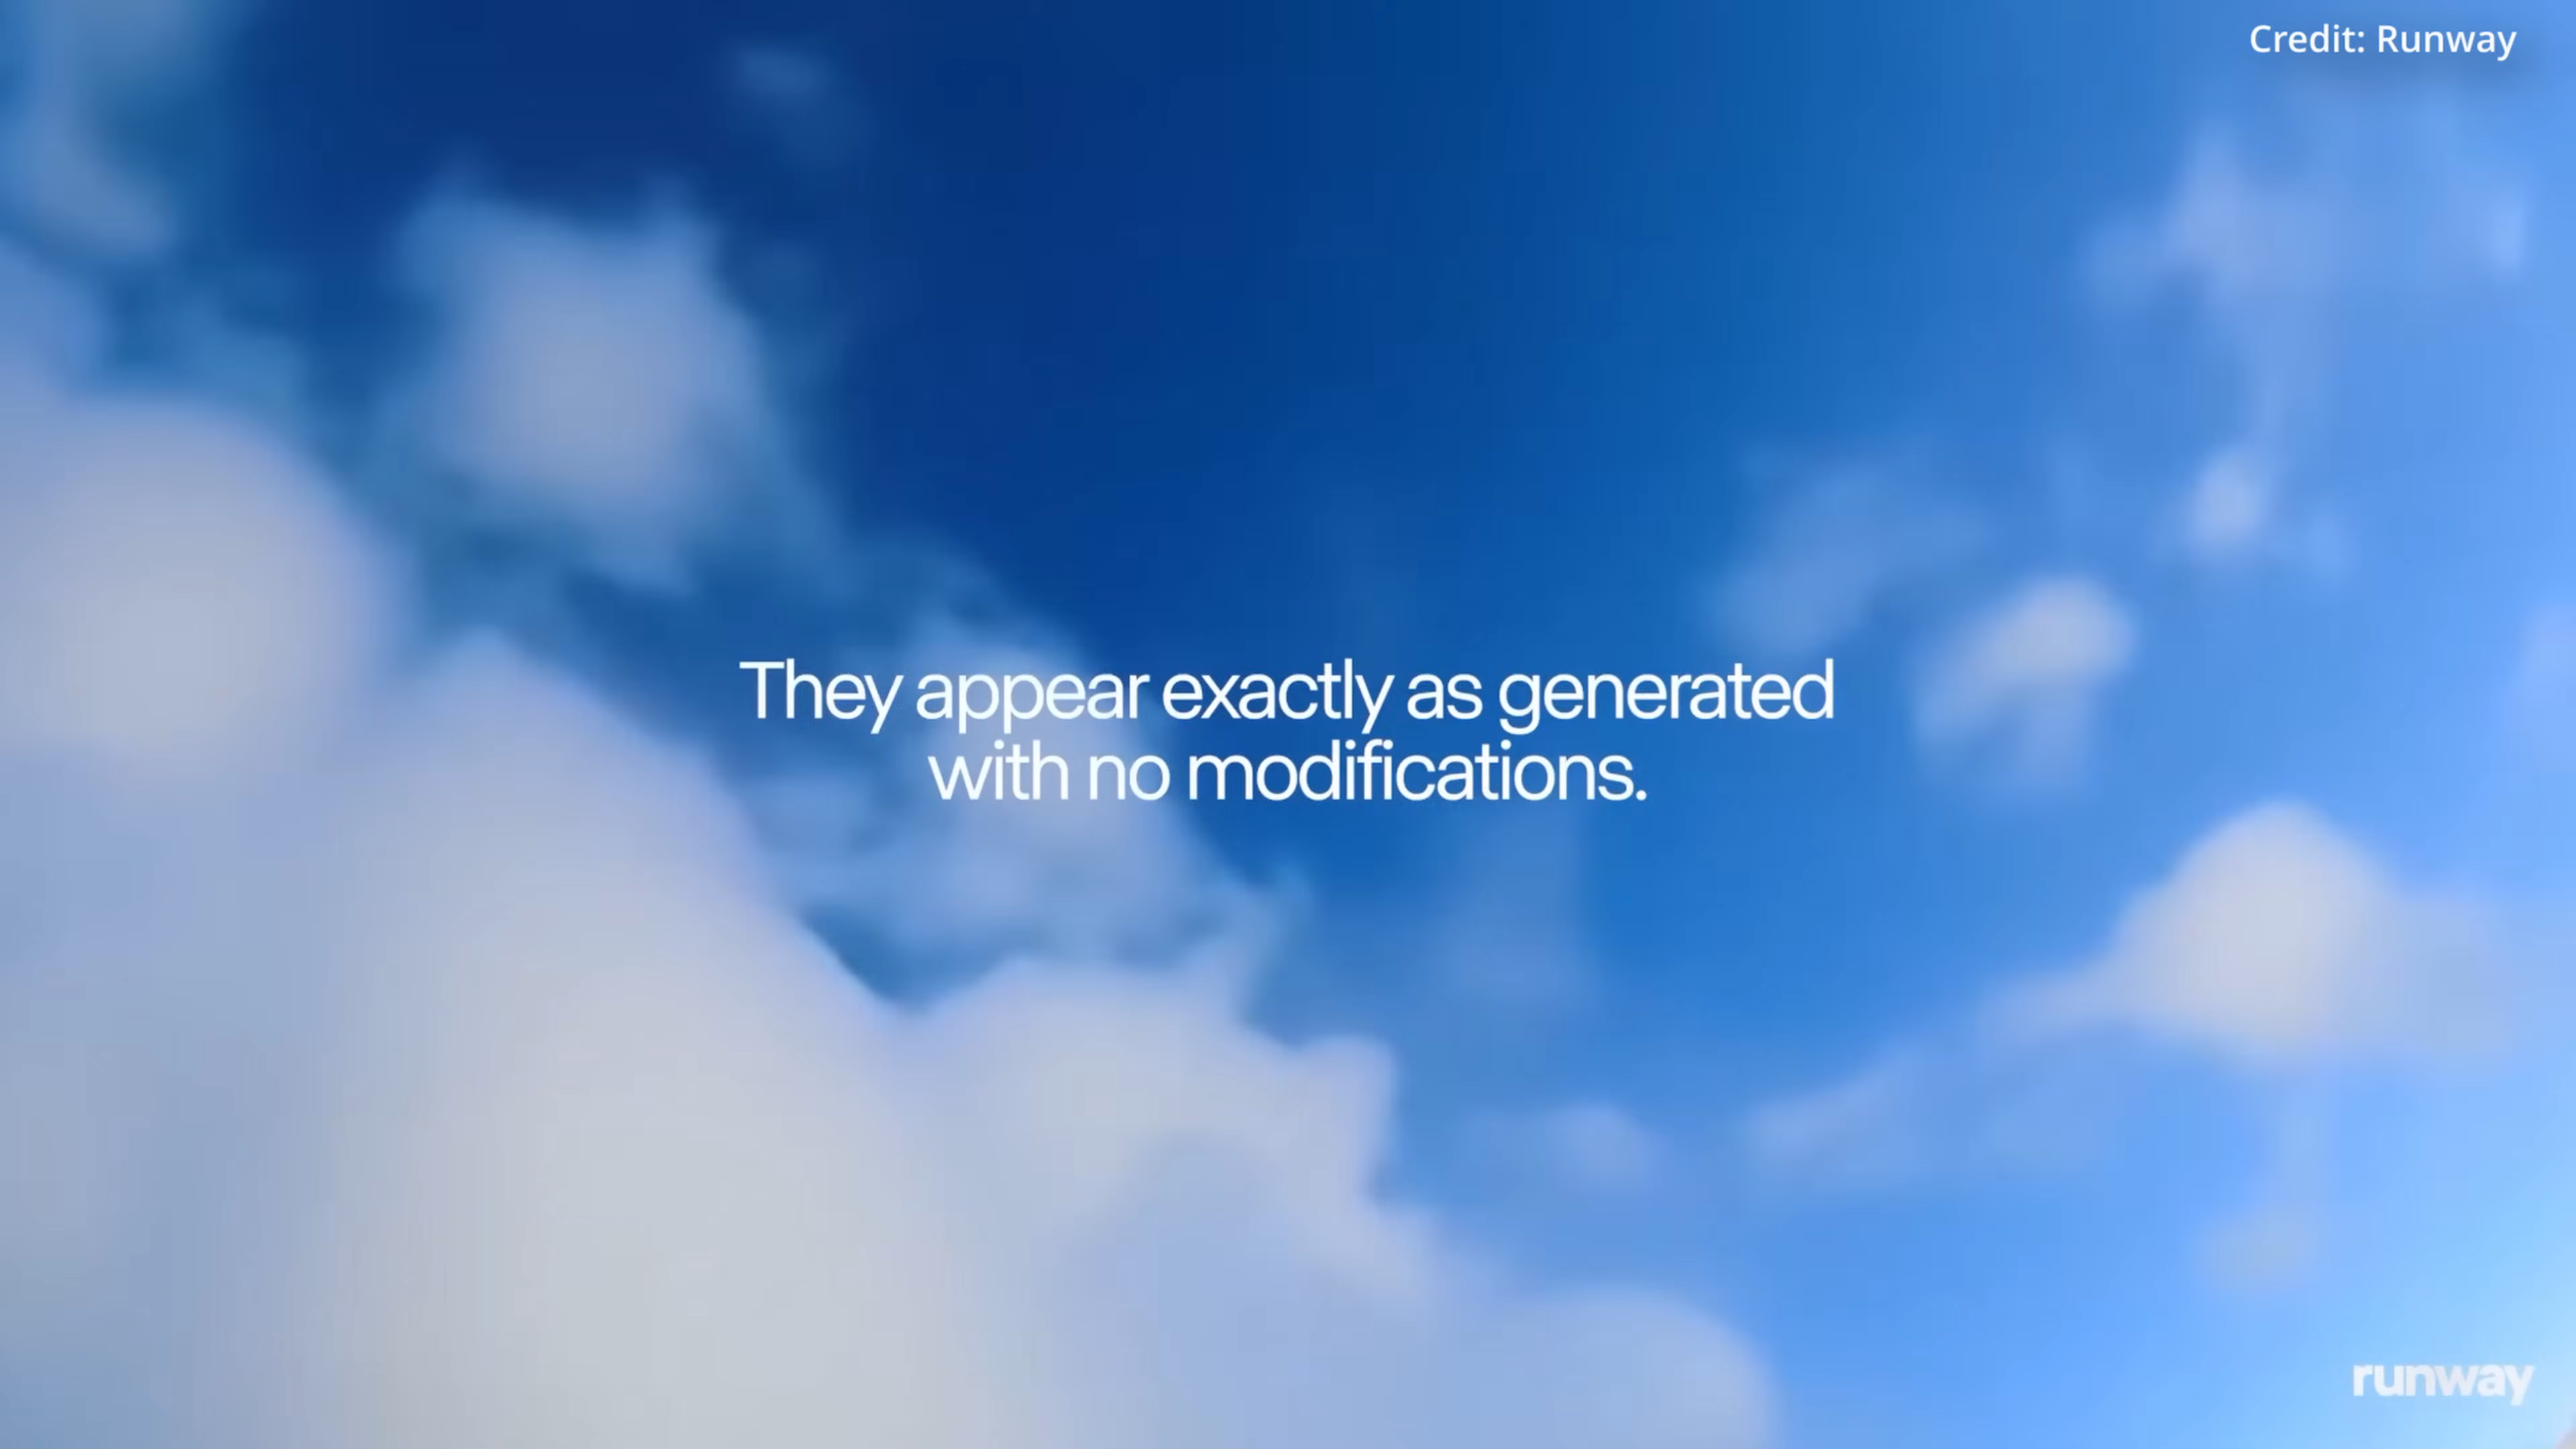 Credit: Runway
They appear exactly as generated
with no modifications.
runway